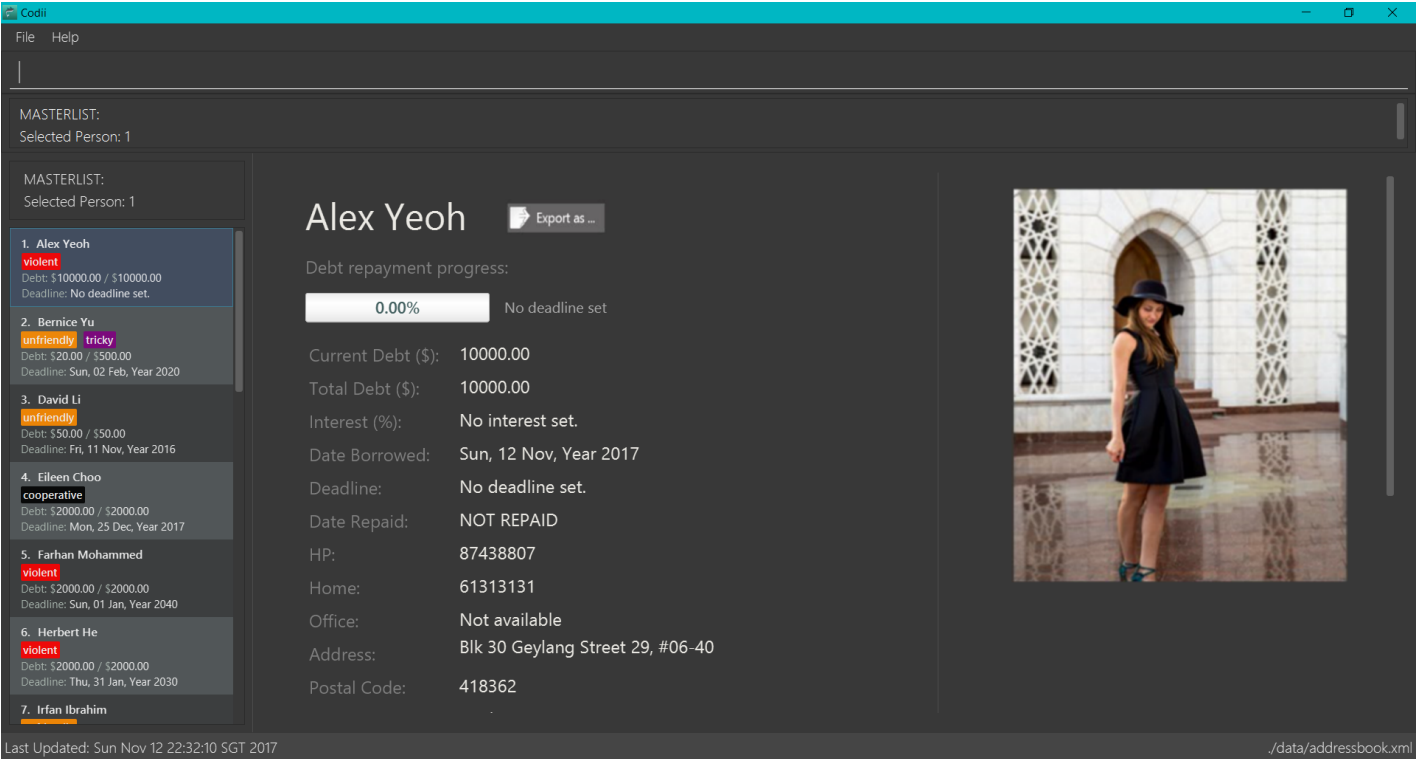 Codii
File Help
MASTERLIST:
Selected Person: 1
MASTERLIST:
Selected Person: 1
1. Alex Yeoh
violent
Debt: $10000.00 / $10000.00
Deadline: No deadline set.
2. Bernice Yu
unfriendly tricky
Debt: $20.00 / $500.00
Deadline: Sun, 02 Feb, Year 2020
3. David Li
unfriendly
Debt: $50.00 / $50.00
Deadline: Fri, 11 Nov, Year 2016
4. Eileen Choo
cooperative
Debt: $2000.00 / $2000.00
Deadline: Mon, 25 Dec, Year 2017
5. Farhan Mohammed
violent
Debt: $2000.00 / $2000.00
Deadline: Sun, 01 Jan, Year 2040
6. Herbert He
violent
Debt: $2000.00 / $2000.00
Deadline: Thu, 31 Jan, Year 2030
7. Irfan Ibrahim
Alex Yeoh
Export as ...
Debt repayment progress:
0.00% No deadline set
Current Debt ($): 10000.00
Total Debt ($): 10000.00
Interest (%): No interest set.
Date Borrowed: Sun, 12 Nov, Year 2017
Deadline: No deadline set.
Date Repaid: NOT REPAID
HP: 87438807
Home: 61313131
Office: Not available
Address: Blk 30 Geylang Street 29, #06-40
Postal Code: 418362
Last Updated: Sun Nov 12 22:32:10 SGT 2017
./data/addressbook.xml